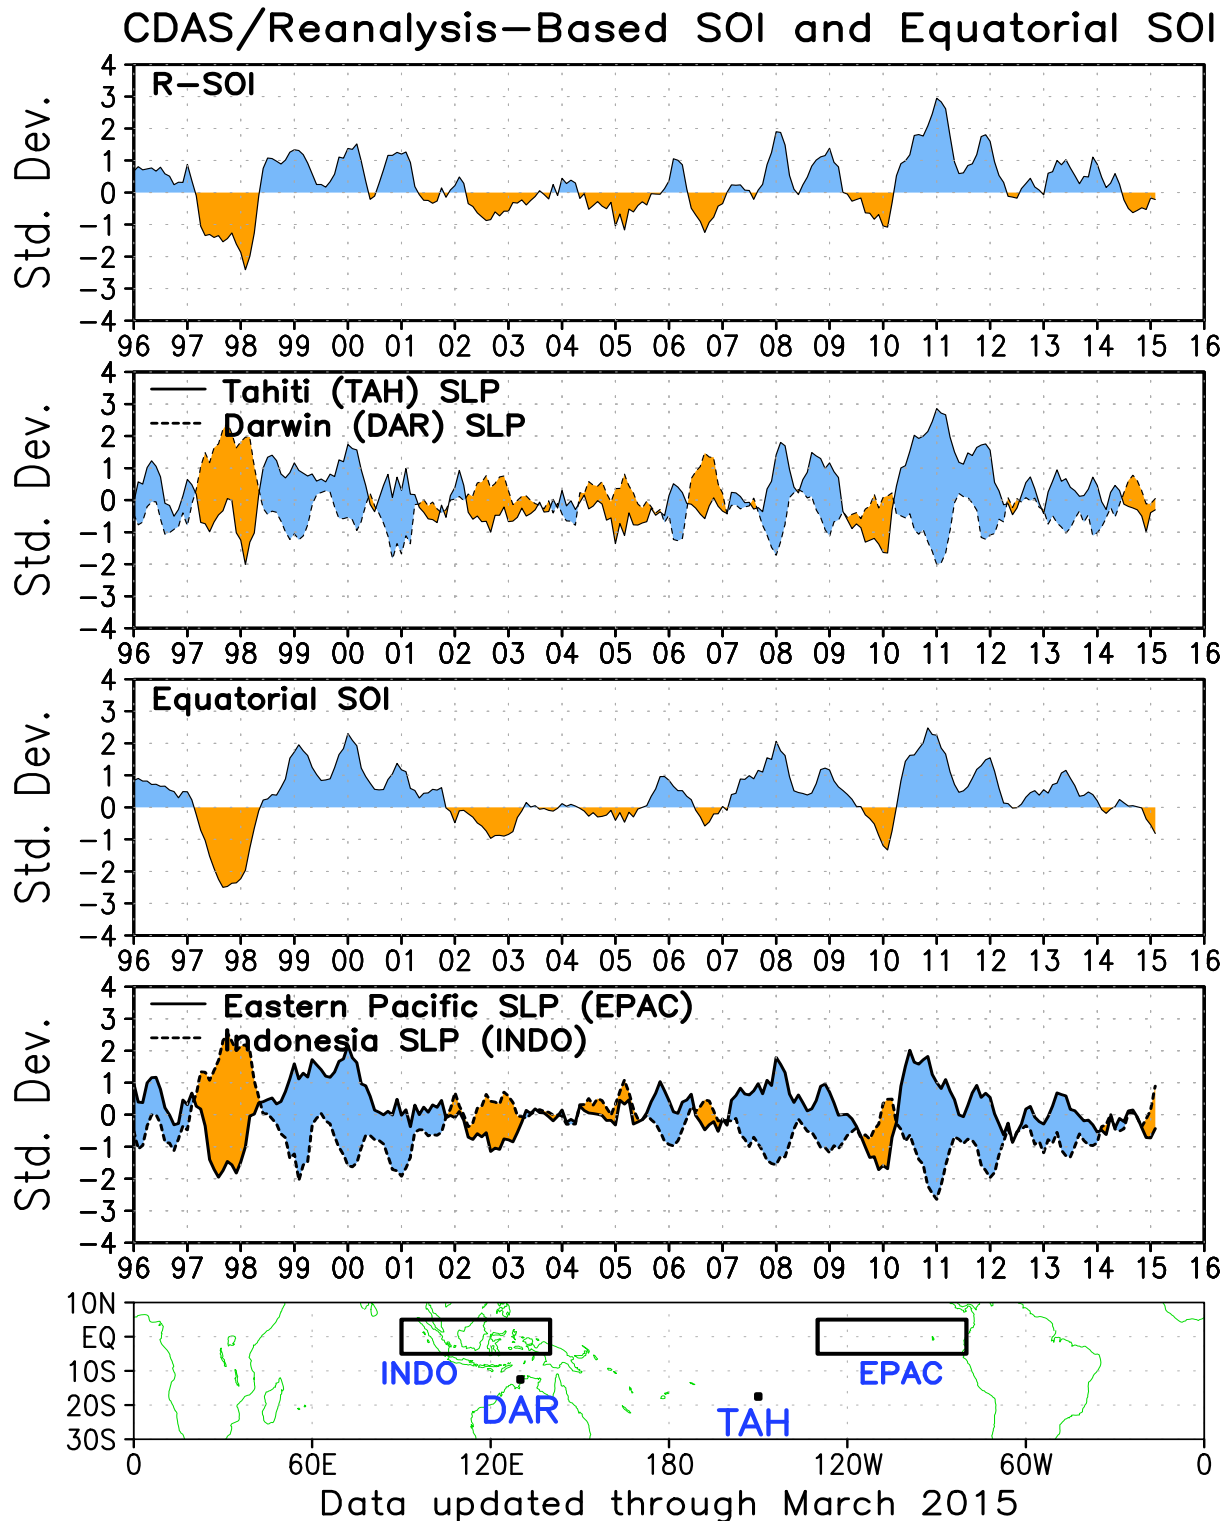 CDAS/Reanalysis-Based SOI and Equatorial SOI
Std. Dev.
4
3
2
1
0
-1
-2
-3
-4
R-SOI
96 97 98 99 00 01 02 03 04 05 06 07 08 09 10 11 12 13 14 15 16
Std. Dev.
4
3
2
1
0
-1
-2
-3
-4
Tahiti (TAH) SLP
Darwin (DAR) SLP
96 97 98 99 00 01 02 03 04 05 06 07 08 09 10 11 12 13 14 15 16
Std. Dev.
4
3
2
1
0
-1
-2
-3
-4
Equatorial SOI
96 97 98 99 00 01 02 03 04 05 06 07 08 09 10 11 12 13 14 15 16
Std. Dev.
4
3
2
1
0
-1
-2
-3
-4
Eastern Pacific SLP (EPAC)
Indonesia SLP (INDO)
96 97 98 99 00 01 02 03 04 05 06 07 08 09 10 11 12 13 14 15 16
10N
EQ
10S
20S
30S
INDO
EPAC
DAR
TAH
0 60E 120E 180 120W 60W 0
Data updated through March 2015